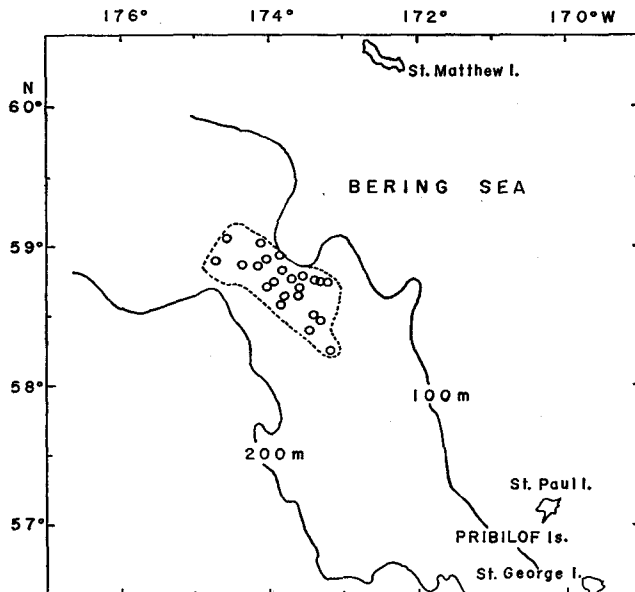 176° 174° 172° 170°W
N
St. Matthew I.
60°
BERING SEA
59°
58°
100m
200m
St. Paul I.
57°
PRIBILOF Is.
St. George I.